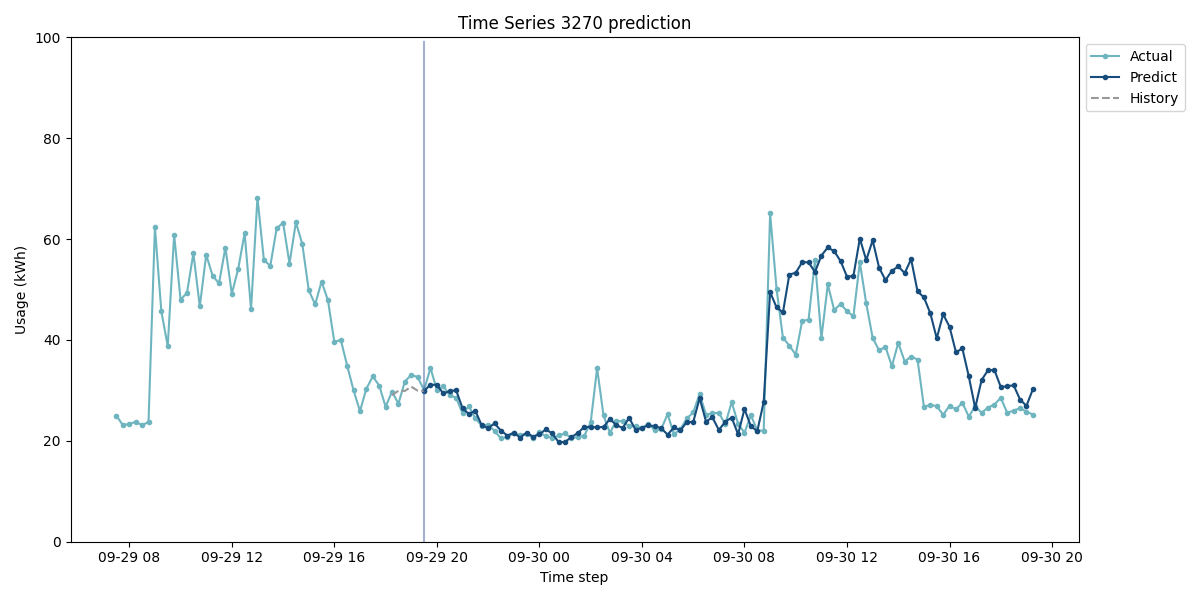 Time Series 3270 prediction
Usage (kWh)
100
80
60
40
20
0
09-29 08
09-29 12
09-29 16
09-29 20
09-30 00
09-30 04
09-30 08
09-30 12
09-30 16
09-30 20
Time step
Actual
Predict
History